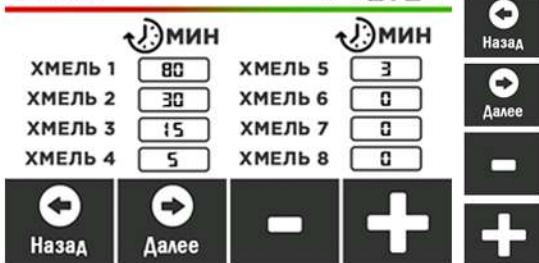 МИН МИН
ХМЕЛЬ 1 80 ХМЕЛЬ 5 3
ХМЕЛЬ 2 30 ХМЕЛЬ 6 0
ХМЕЛЬ 3 15 ХМЕЛЬ 7 0
ХМЕЛЬ 4 5 ХМЕЛЬ 8 0
Назад Далее - +
Назад
Далее
-
+